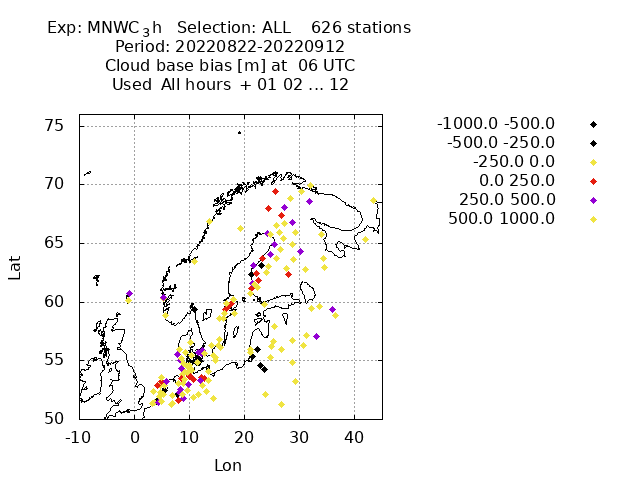 Exp: MNWC3h   Selection: ALL    626 stations
Period: 20220822-20220912
Cloud base bias [m] at  06 UTC
Used  All hours  + 01 02 ... 12
-1000.0 -500.0
-500.0 -250.0
-250.0 0.0
0.0 250.0
250.0 500.0
500.0 1000.0
75
70
65
60
55
50
Lat
-10 0 10 20 30 40
Lon